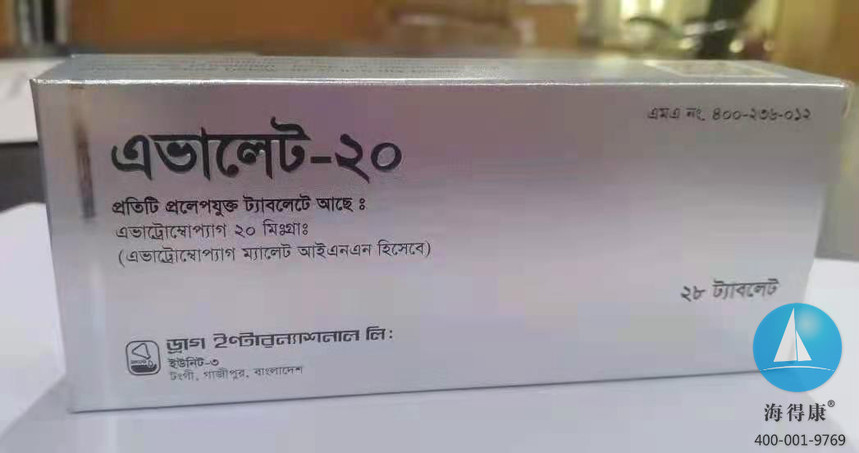 এমএ নং. ৪০০-২৩৬-০১২
এভালেট-২০
প্রতিটি প্রলেপযুক্ত ট্যাবলেটে আছে ঃ
এভাট্রোম্বোপ্যাগ ২০ মিঃগ্রাঃ
(এভাট্রোম্বোপ্যাগ ম্যালেট আইএনএন হিসেবে)
২৮ ট্যাবলেট
ড্রাগ ইন্টারন্যাশনাল লি:
ইউনিট-৩
টংগী, গাজীপুর, বাংলাদেশ
海得康®
400-001-9769